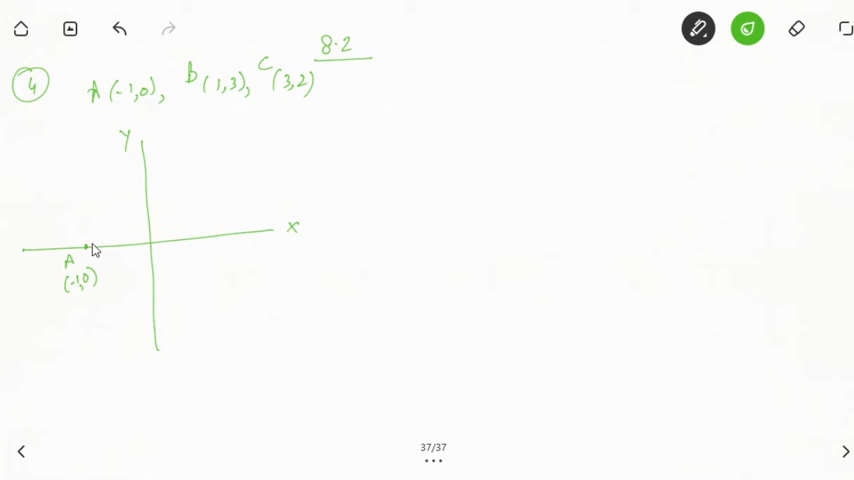 8.2
4 A (-1,0), B (1,3), C (3,2)
Y
X
A
(-1,0)
37/37